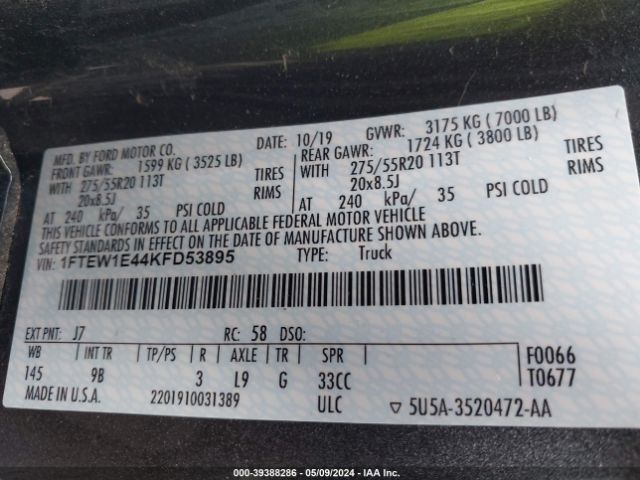 MFD. BY FORD MOTOR CO. DATE: 10/19 GVWR: 3175 KG ( 7000 LB)
FRONT GAWR: 1599 KG ( 3525 LB) REAR GAWR: 1724 KG ( 3800 LB)
WITH 275/55R20 113T TIRES WITH 275/55R20 113T TIRES
20x8.5J RIMS 20x8.5J RIMS
AT 240 kPa/ 35 PSI COLD AT 240 kPa/ 35 PSI COLD
THIS VEHICLE CONFORMS TO ALL APPLICABLE FEDERAL MOTOR VEHICLE
SAFETY STANDARDS IN EFFECT ON THE DATE OF MANUFACTURE SHOWN ABOVE.
VIN: 1FTEW1E44KFD53895 TYPE: Truck
EXT PNT: J7 RC: 58 DSO:
WB INT TR TP/PS R AXLE TR SPR F0066
145 9B 3 L9 G 33CC T0677
MADE IN U.S.A. 2201910031389 ULC ▽ 5U5A-3520472-AA
000-39388286 - 05/09/2024 - IAA Inc.